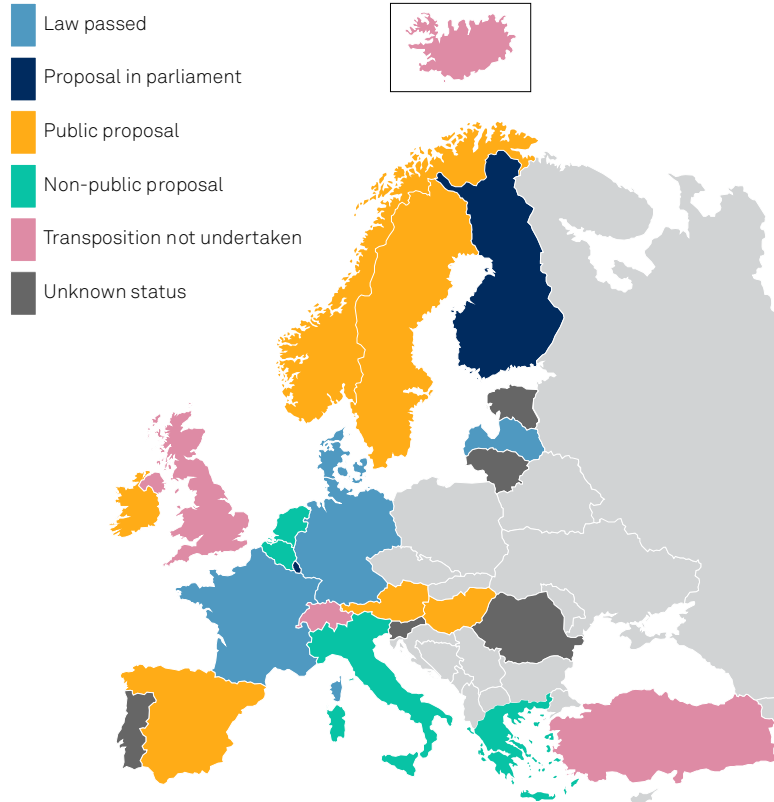 Law passed
Proposal in parliament
Public proposal
Non-public proposal
Transposition not undertaken
Unknown status